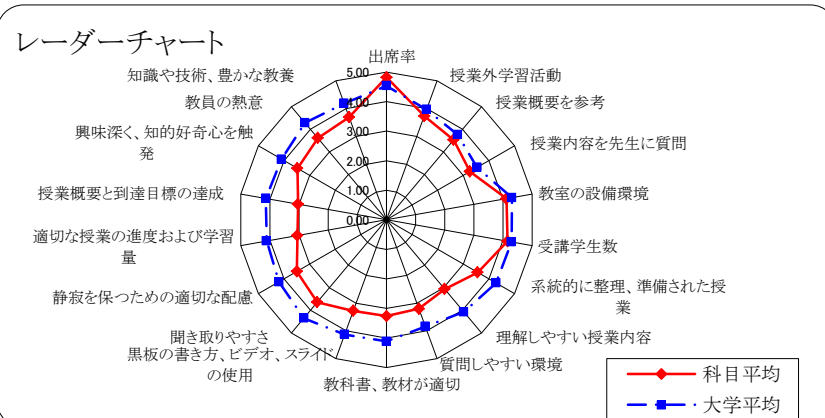 レーダーチャート
出席率
授業外学習活動
授業概要を参考
授業内容を先生に質問
教室の設備環境
受講学生数
系統的に整理、準備された授
業
理解しやすい授業内容
質問しやすい環境
教科書、教材が適切
黒板の書き方、ビデオ、スライド
の使用
聞き取りやすさ
静寂を保つための適切な配慮
適切な授業の進度および学習
量
授業概要と到達目標の達成
興味深く、知的好奇心を触
発
教員の熱意
知識や技術、豊かな教養
5.00
4.00
3.00
2.00
1.00
0.00
科目平均
大学平均